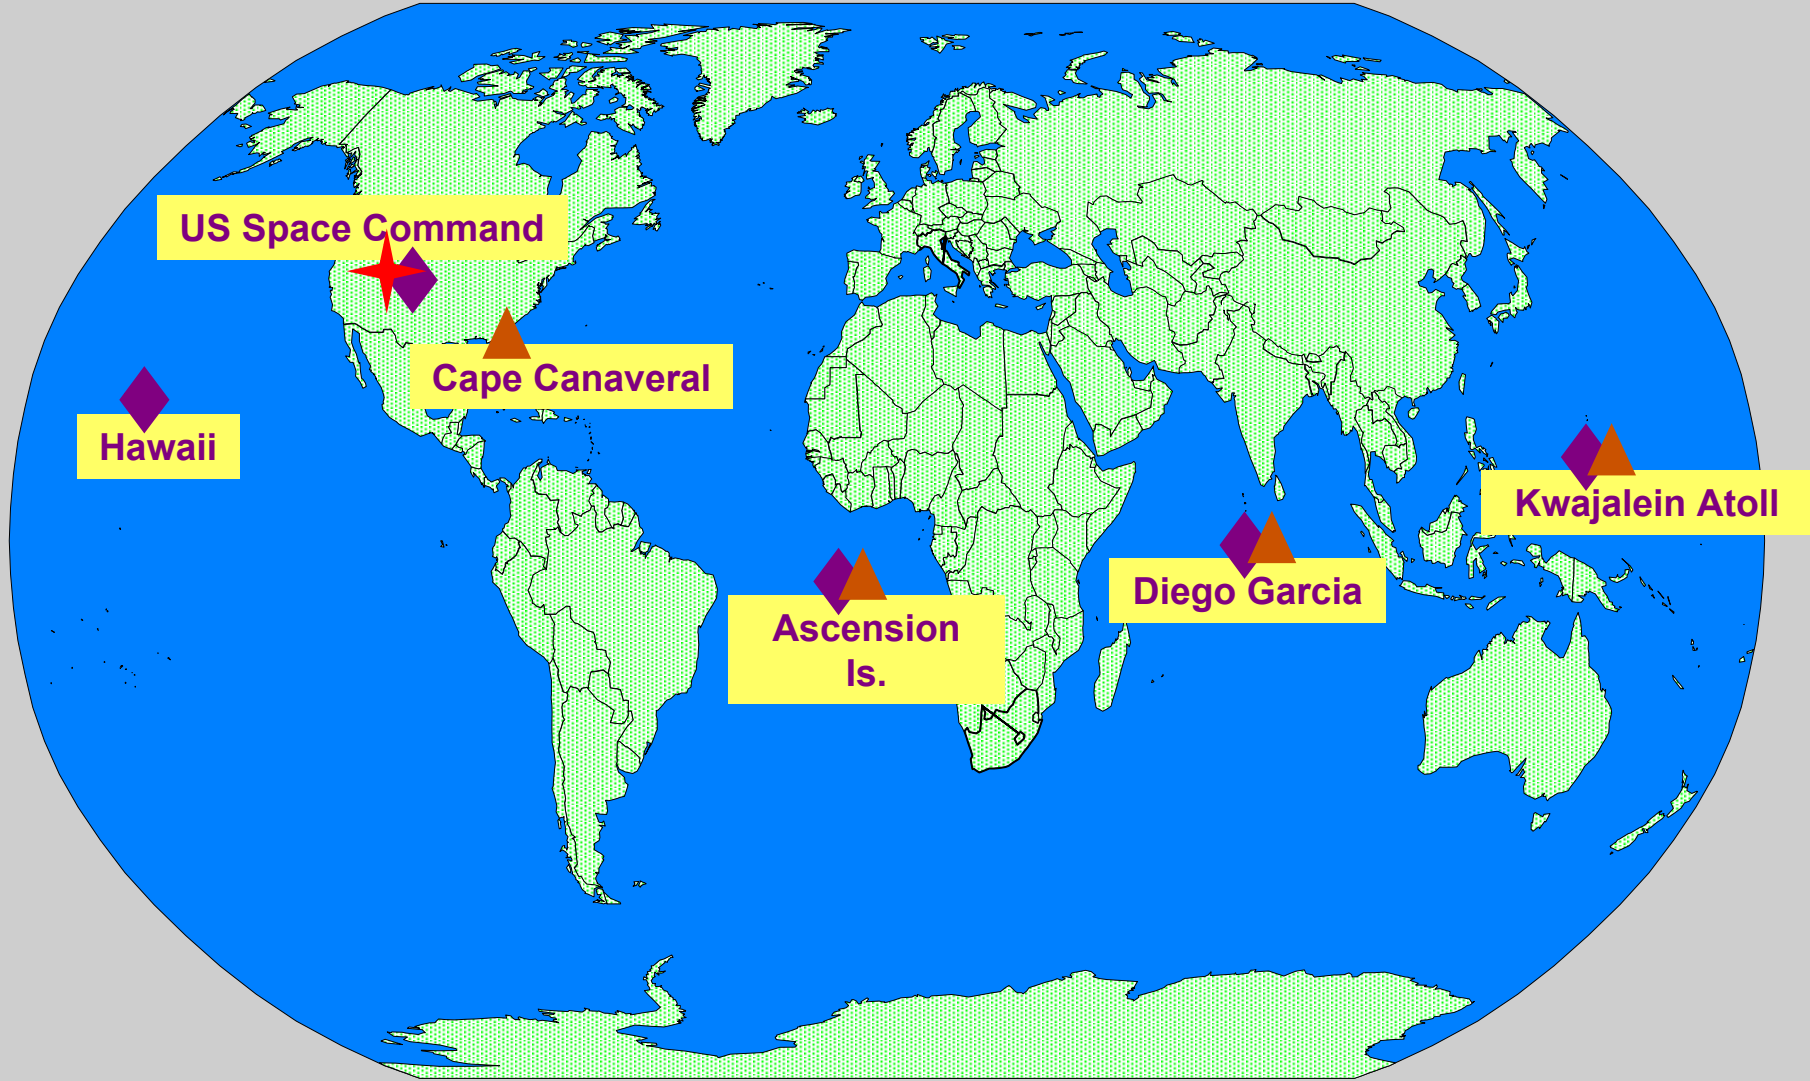 US Space Command
Cape Canaveral
Hawaii
Kwajalein Atoll
Diego Garcia
Ascension
Is.